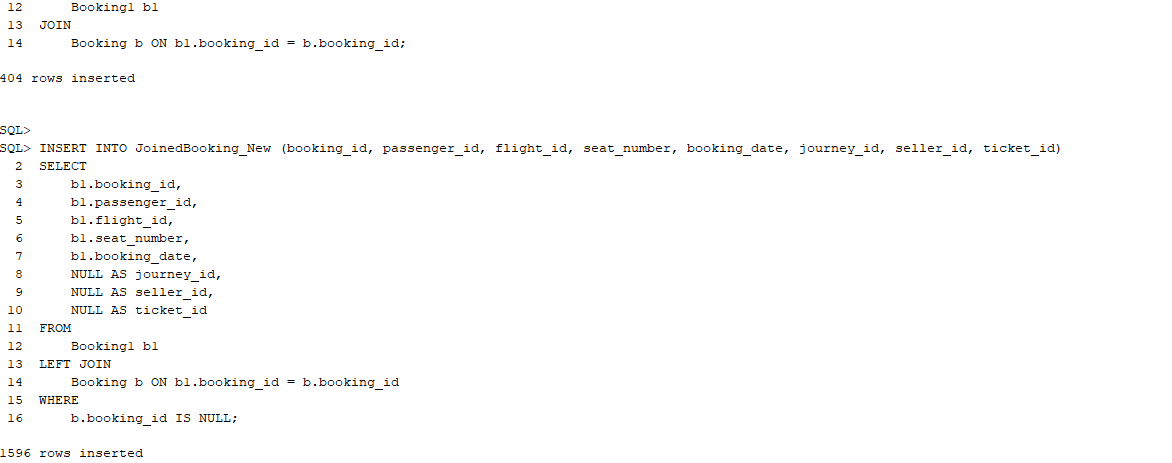 12      Booking1 b1
13  JOIN
14      Booking b ON b1.booking_id = b.booking_id;
404 rows inserted
SQL>
SQL> INSERT INTO JoinedBooking_New (booking_id, passenger_id, flight_id, seat_number, booking_date, journey_id, seller_id, ticket_id)
2  SELECT
3      b1.booking_id,
4      b1.passenger_id,
5      b1.flight_id,
6      b1.seat_number,
7      b1.booking_date,
8      NULL AS journey_id,
9      NULL AS seller_id,
10      NULL AS ticket_id
11  FROM
12      Booking1 b1
13  LEFT JOIN
14      Booking b ON b1.booking_id = b.booking_id
15  WHERE
16      b.booking_id IS NULL;
1596 rows inserted